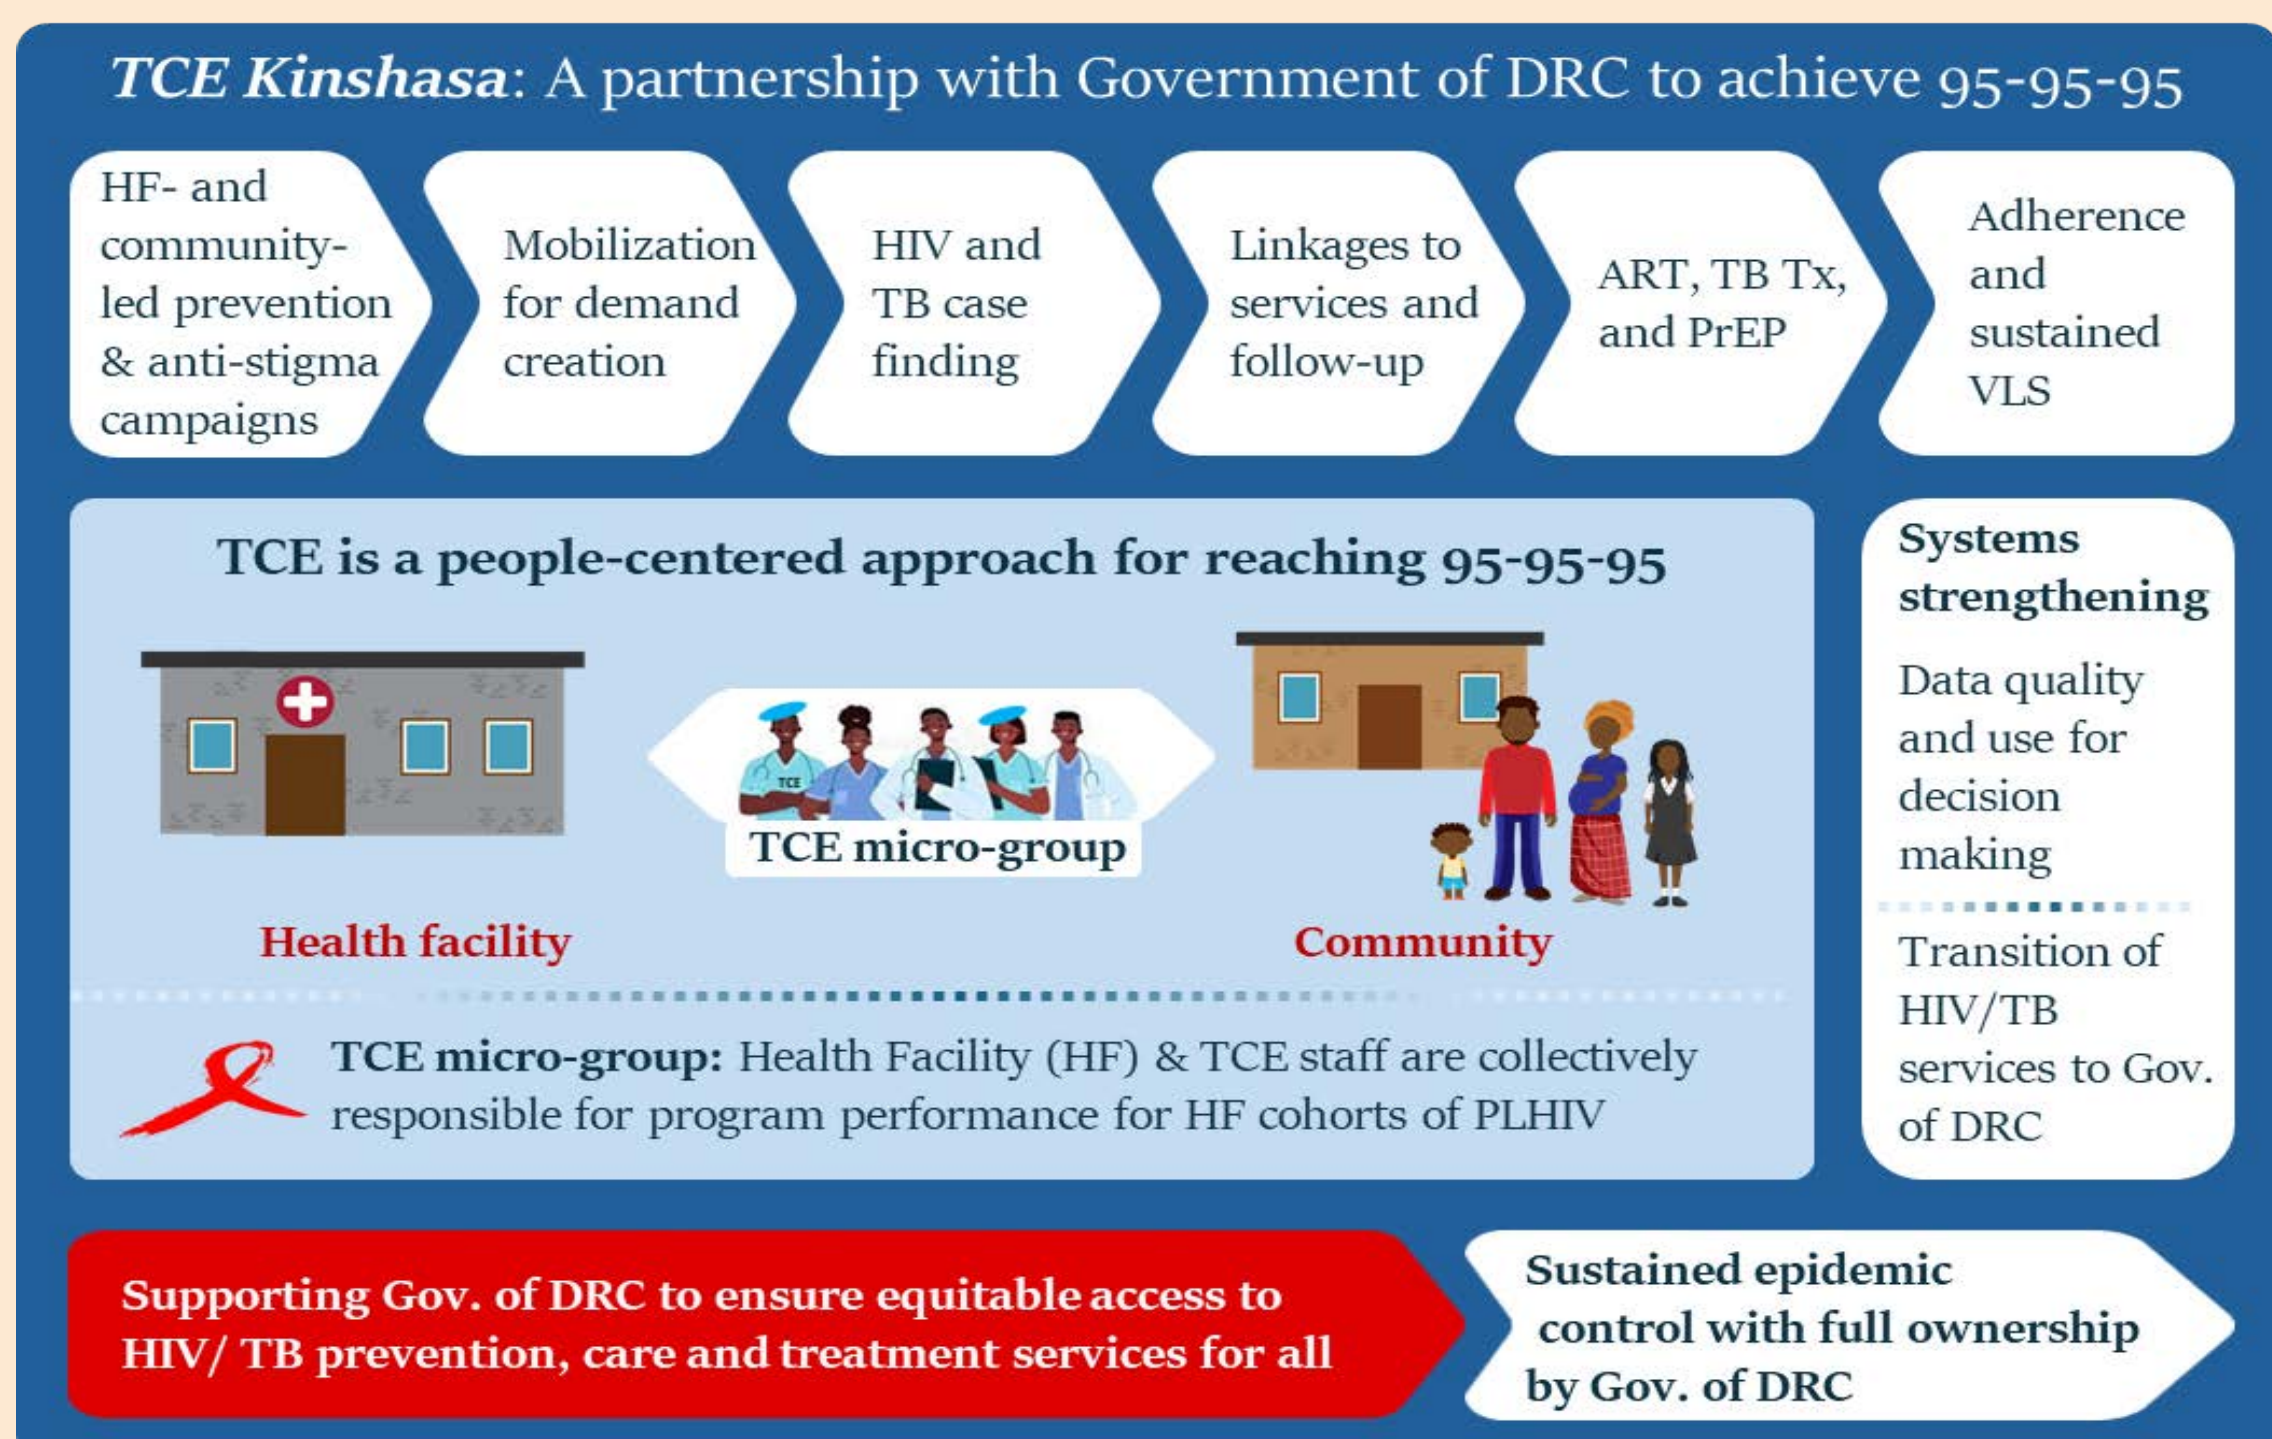 TCE Kinshasa: A partnership with Government of DRC to achieve 95-95-95
HF- and
community-
led prevention
& anti-stigma
campaigns
Mobilization
for demand
creation
HIV and
TB case
finding
Linkages to
services and
follow-up
ART, TB Tx,
and PrEP
Adherence
and
sustained
VLS
TCE is a people-centered approach for reaching 95-95-95
TCE
TCE micro-group
Health facility
Community
TCE micro-group: Health Facility (HF) & TCE staff are collectively
responsible for program performance for HF cohorts of PLHIV
Systems
strengthening
Data quality
and use for
decision
making
Transition of
HIV/TB
services to Gov.
of DRC
Supporting Gov. of DRC to ensure equitable access to
HIV/ TB prevention, care and treatment services for all
Sustained epidemic
control with full ownership
by Gov. of DRC